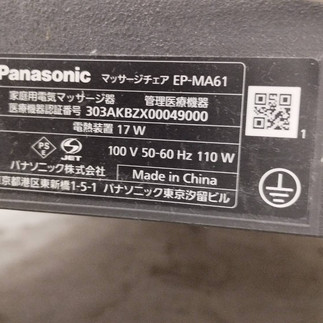 Panasonic マッサージチェア EP-MA61
家庭用電気マッサージ器 管理医療機器
医療機器認証番号 303AKBZX00049000
電熱装置 17 W
PS E JET 100 V 50-60 Hz 110 W
パナソニック株式会社 Made in China
東京都港区東新橋1-5-1 パナソニック東京汐留ビル
1